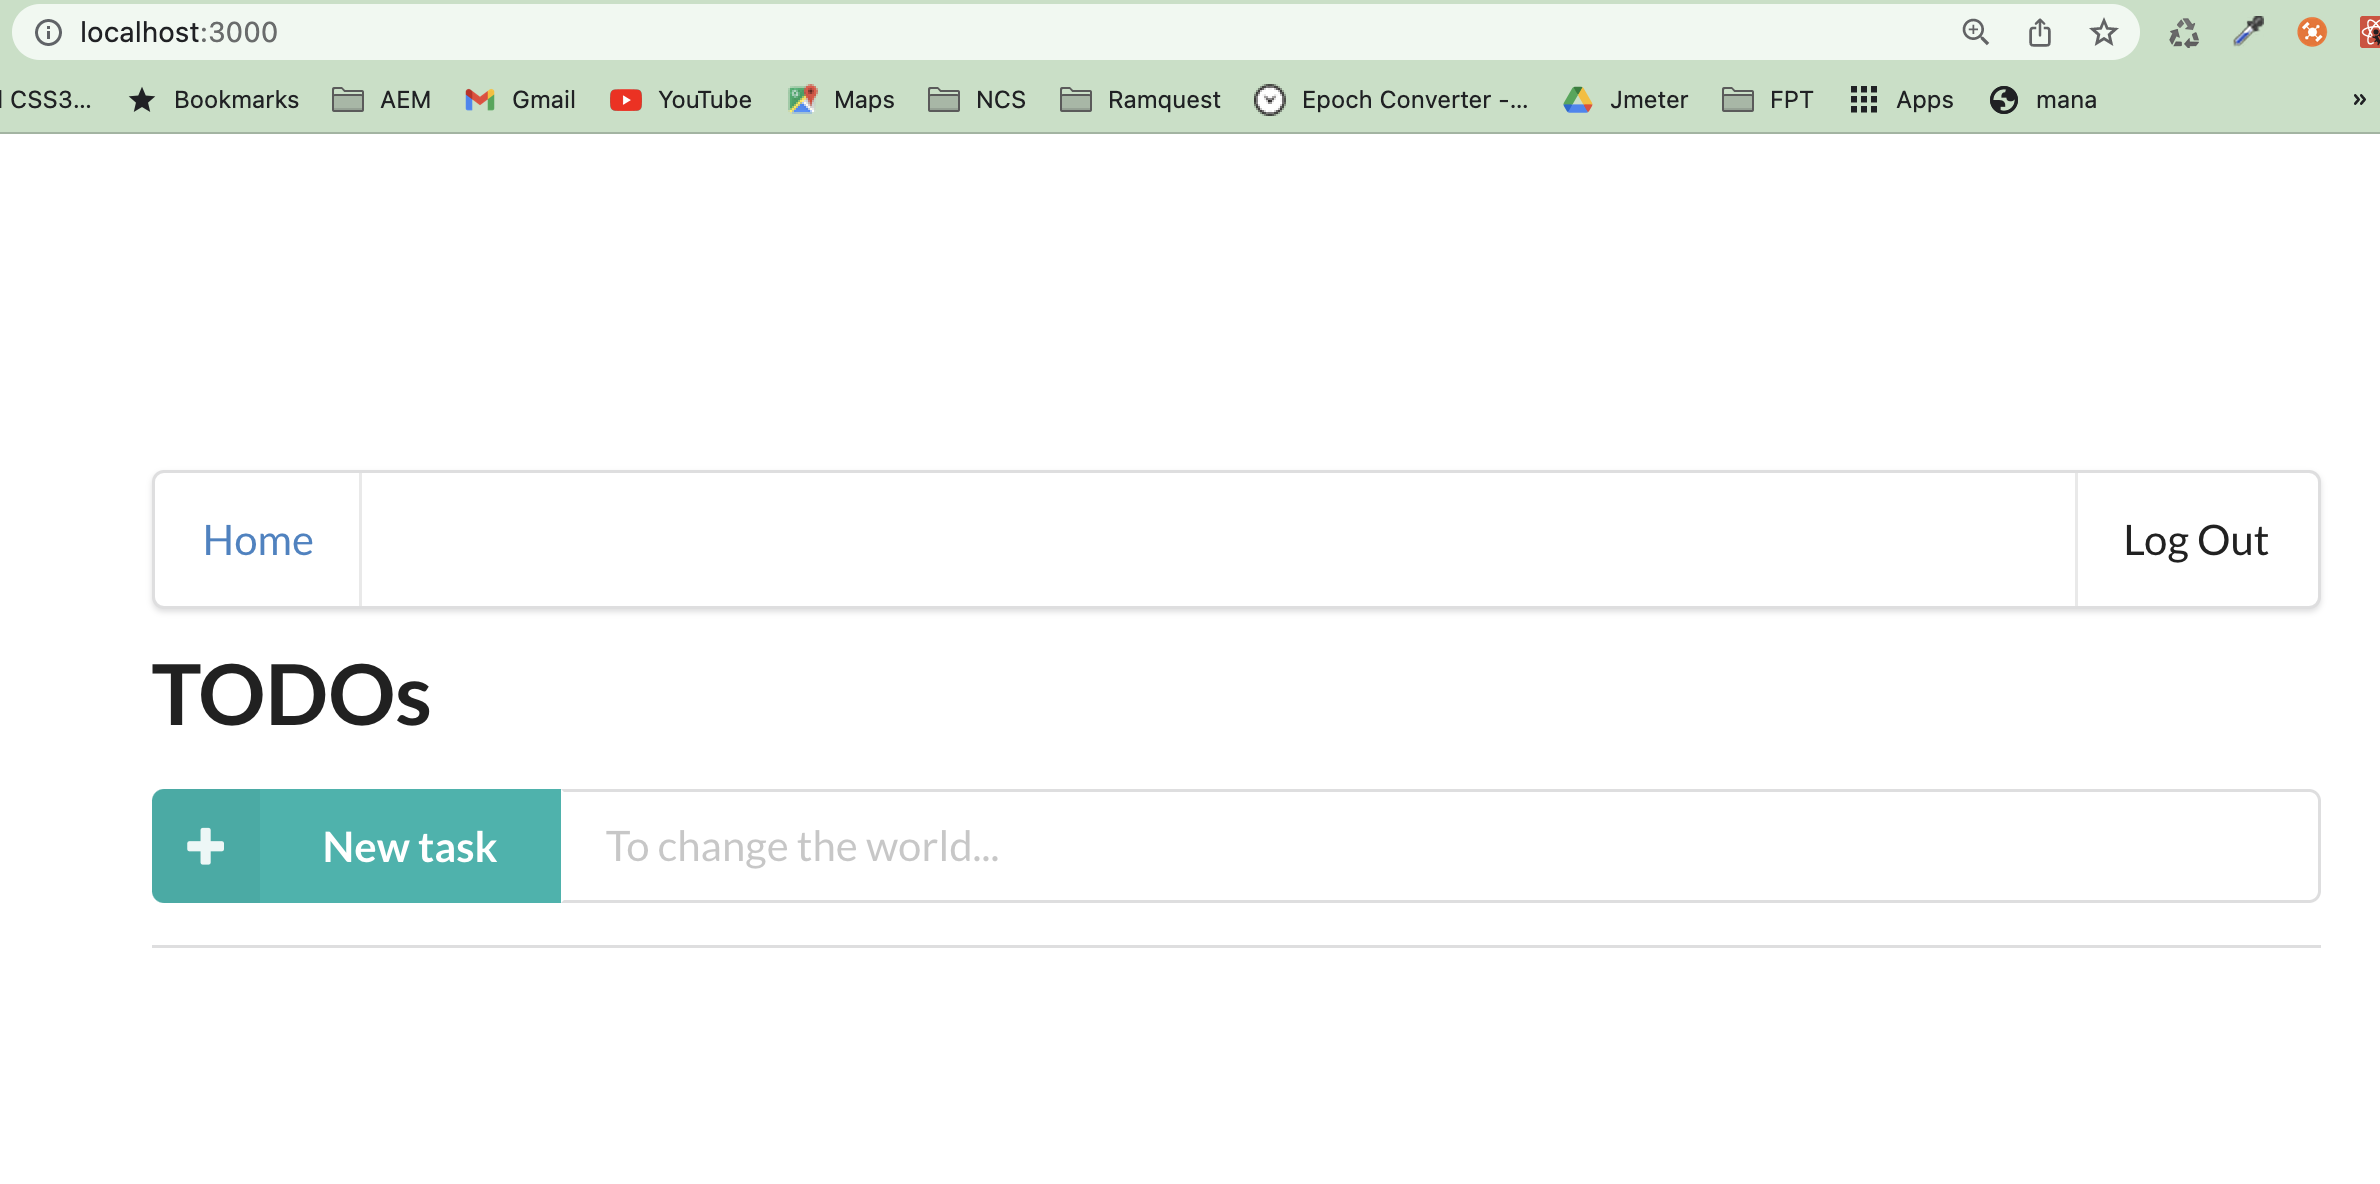 localhost:3000
CSS3... Bookmarks AEM Gmail YouTube Maps NCS Ramquest Epoch Converter -... Jmeter FPT Apps mana »
Home Log Out
TODOs
New task To change the world...